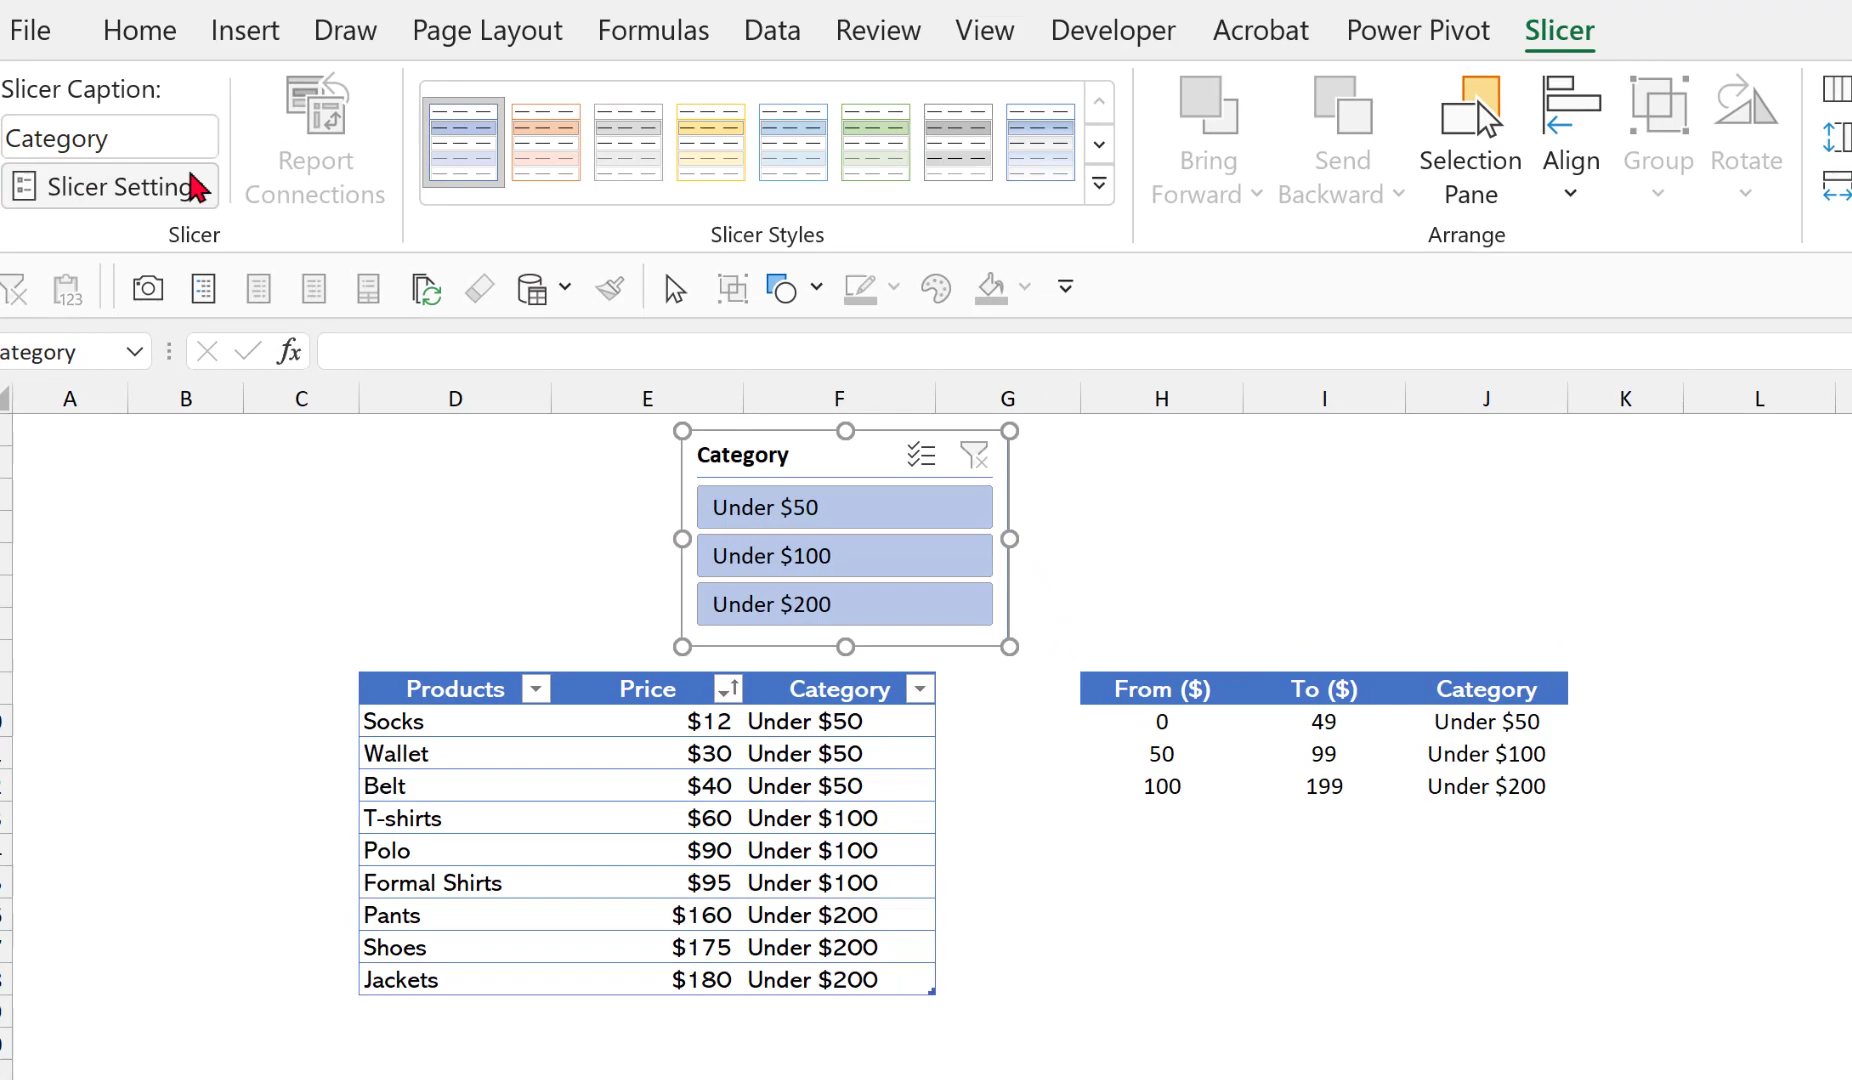 File Home Insert Draw Page Layout Formulas Data Review View Developer Acrobat Power Pivot Slicer
Slicer Caption:
Category
Slicer Setting
Slicer
Report
Connections
Slicer Styles
Bring
Forward
Send
Backward
Selection
Pane
Align
Group
Rotate
Arrange
123
ategory fx
A B C D E F G H I J K L
Category
Under $50
Under $100
Under $200
Products Price Category
Socks $12 Under $50
Wallet $30 Under $50
Belt $40 Under $50
T-shirts $60 Under $100
Polo $90 Under $100
Formal Shirts $95 Under $100
Pants $160 Under $200
Shoes $175 Under $200
Jackets $180 Under $200
From ($) To ($) Category
0 49 Under $50
50 99 Under $100
100 199 Under $200